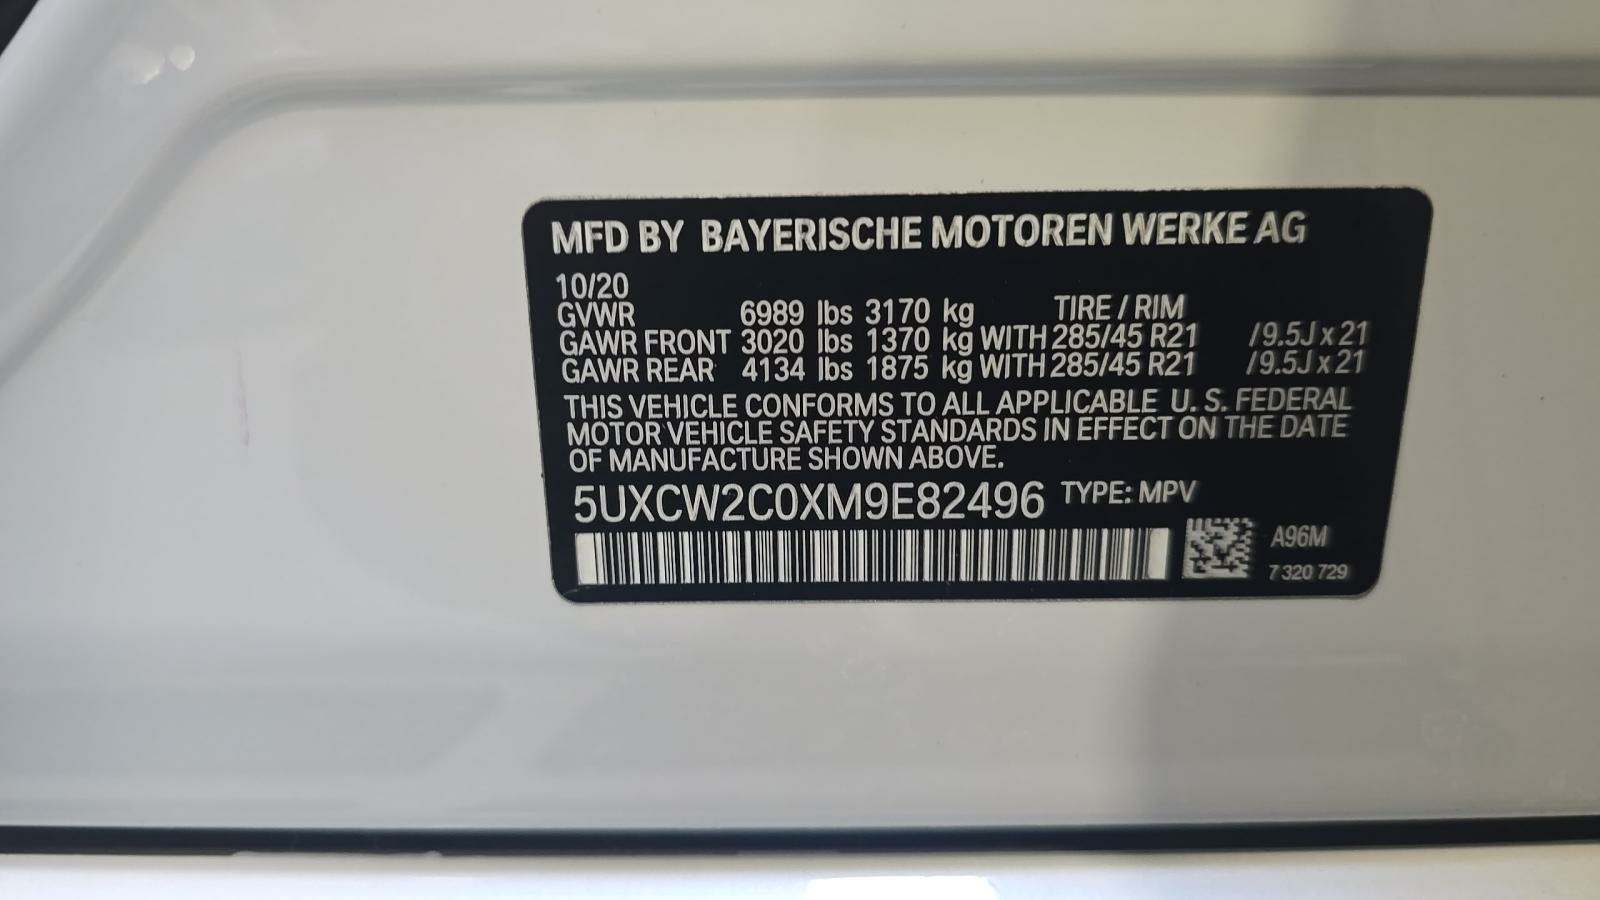 MFD BY BAYERISCHE MOTOREN WERKE AG
10/20
GVWR 6989 lbs 3170 kg TIRE / RIM
GAWR FRONT 3020 lbs 1370 kg WITH 285/45 R21 /9.5J x 21
GAWR REAR 4134 lbs 1875 kg WITH 285/45 R21 /9.5J x 21
THIS VEHICLE CONFORMS TO ALL APPLICABLE U. S. FEDERAL
MOTOR VEHICLE SAFETY STANDARDS IN EFFECT ON THE DATE
OF MANUFACTURE SHOWN ABOVE.
5UXCW2C0XM9E82496 TYPE: MPV
A96M
7 320 729